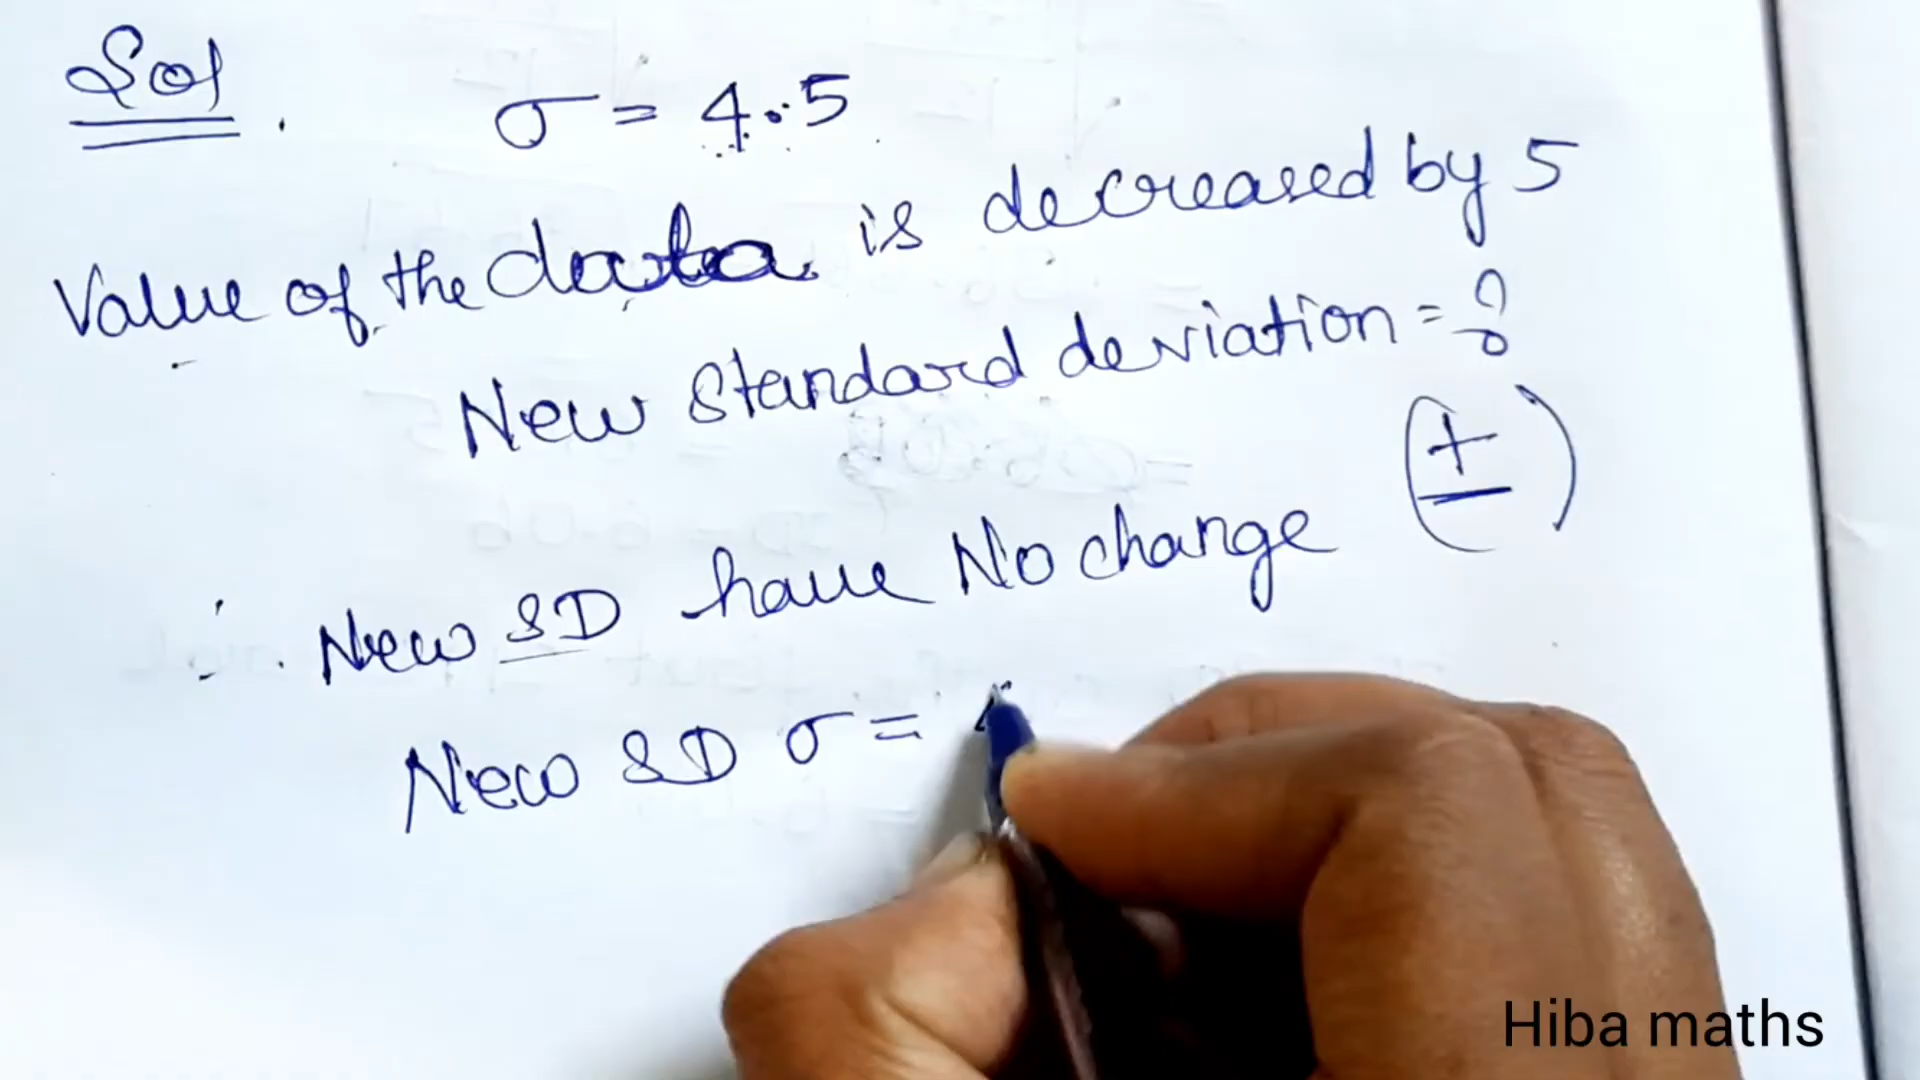 Sol.
σ = 4.5
Value of the data is decreased by 5
New Standard deviation = ?
(±)
∴ New SD have No change
New SD σ = 4
Hiba maths